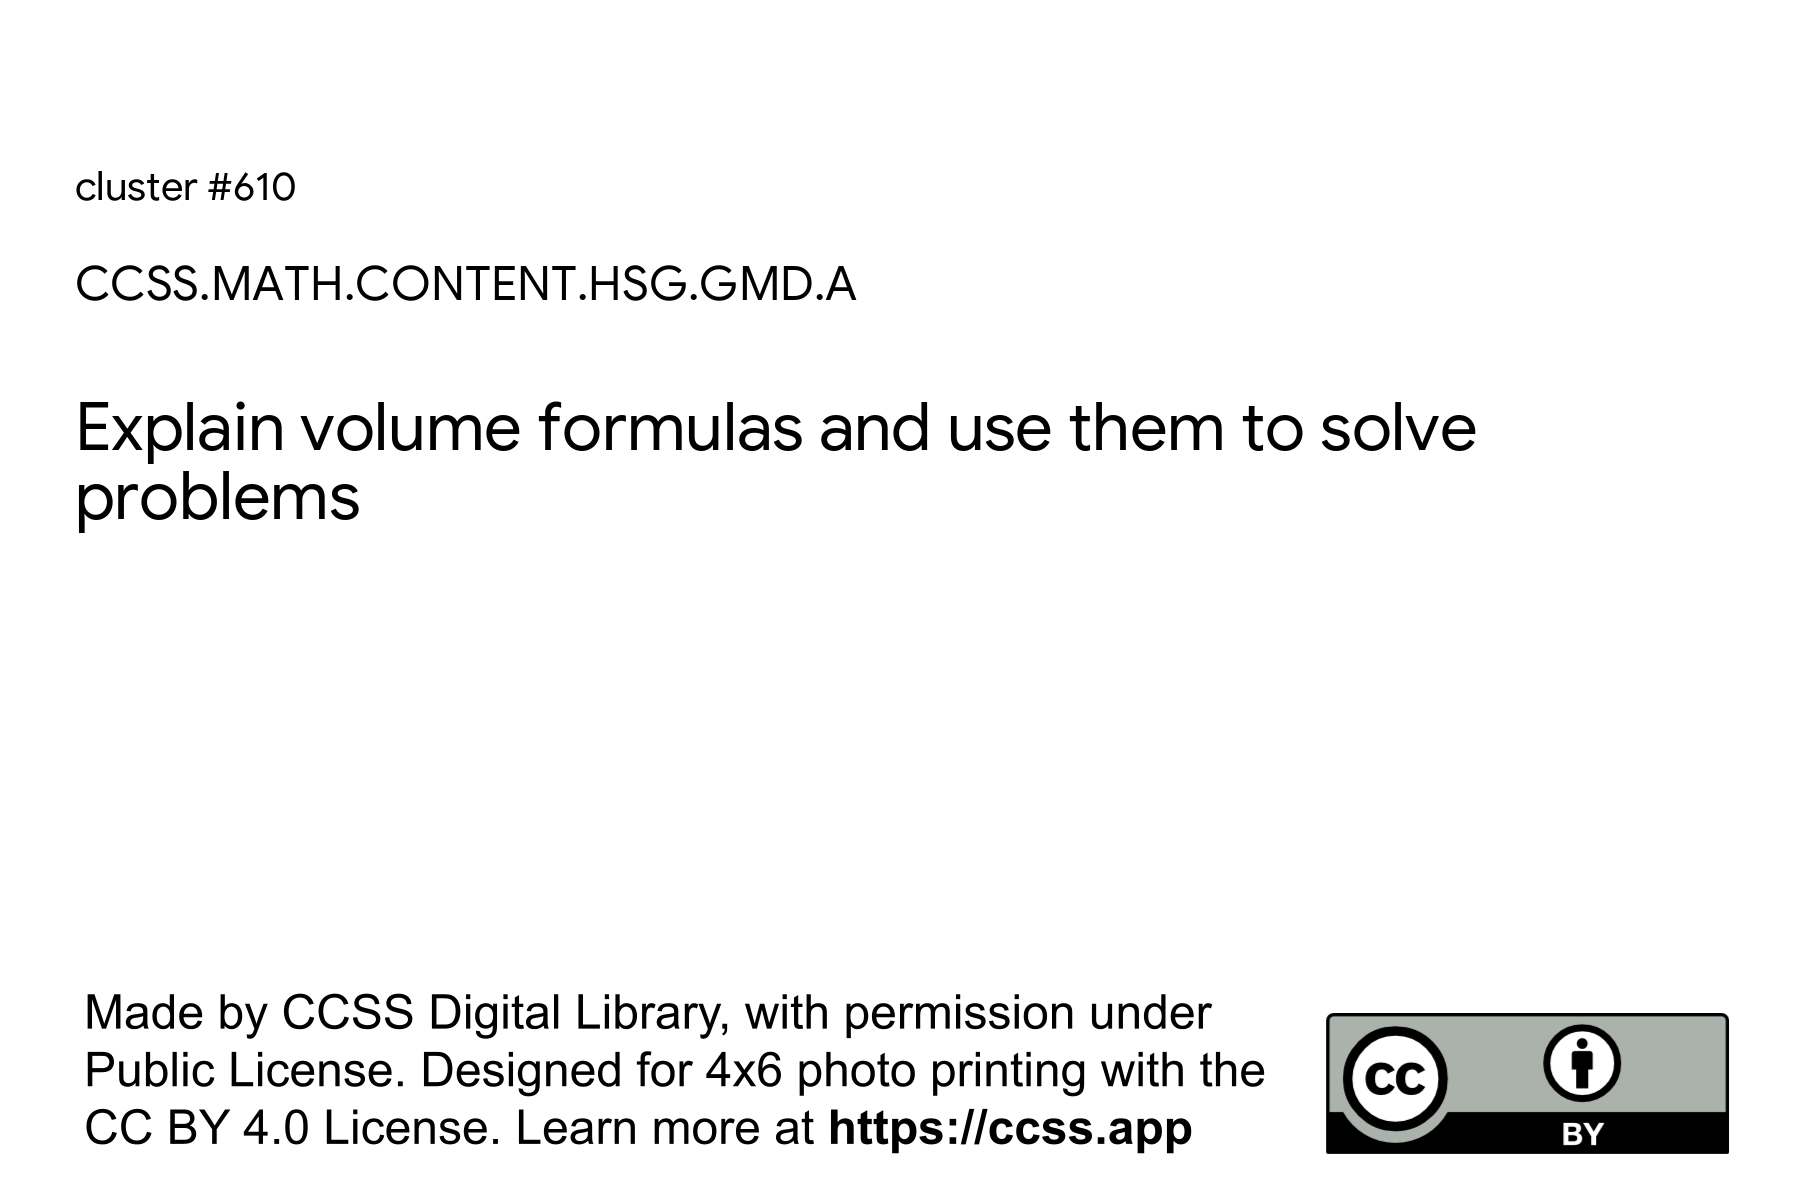 cluster #610
CCSS.MATH.CONTENT.HSG.GMD.A
Explain volume formulas and use them to solve
problems
Made by CCSS Digital Library, with permission under
Public License. Designed for 4x6 photo printing with the
CC BY 4.0 License. Learn more at https://ccss.app
CC
BY